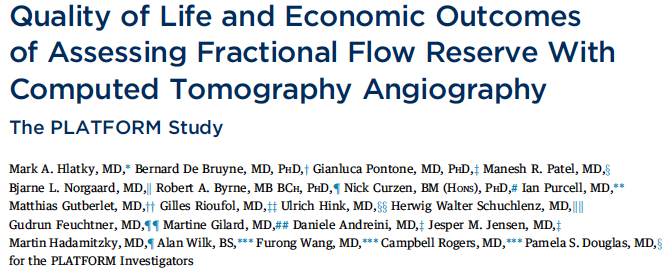 Quality of Life and Economic Outcomes
of Assessing Fractional Flow Reserve With
Computed Tomography Angiography
The PLATFORM Study
Mark A. Hlatky, MD,* Bernard De Bruyne, MD, PhD,† Gianluca Pontone, MD, PhD,‡ Manesh R. Patel, MD,§
Bjarne L. Norgaard, MD,‖ Robert A. Byrne, MB BCh, PhD,¶ Nick Curzen, BM (Hons), PhD,# Ian Purcell, MD,**
Matthias Gutberlet, MD,†† Gilles Rioufol, MD,‡‡ Ulrich Hink, MD,§§ Herwig Walter Schuchlenz, MD,‖‖
Gudrun Feuchtner, MD,¶¶ Martine Gilard, MD,## Daniele Andreini, MD,‡ Jesper M. Jensen, MD,‡
Martin Hadamitzky, MD,¶ Alan Wilk, BS,*** Furong Wang, MD,*** Campbell Rogers, MD,*** Pamela S. Douglas, MD,§
for the PLATFORM Investigators